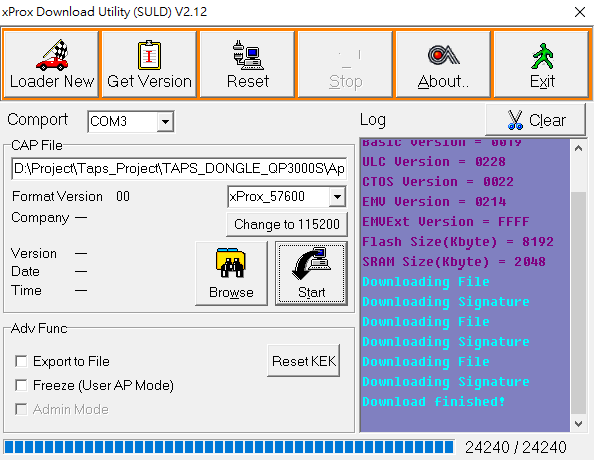 xProx Download Utility (SULD) V2.12
Loader New
Get Version
Reset
Stop
About..
Exit
Comport
COM3
Log
Clear
CAP File
D:\Project\Taps_Project\TAPS_DONGLE_QP3000S\Ap
Format Version 00
xProx_57600
Company —
Change to 115200
Version —
Date —
Time —
Browse
Start
Adv Func
Export to File
Reset KEK
Freeze (User AP Mode)
Admin Mode
Basic Version = 0019
ULC Version = 0228
CTOS Version = 0022
EMV Version = 0214
EMVExt Version = FFFF
Flash Size(Kbyte) = 8192
SRAM Size(Kbyte) = 2048
Downloading File
Downloading Signature
Downloading File
Downloading Signature
Downloading File
Downloading Signature
Download finished!
24240 / 24240